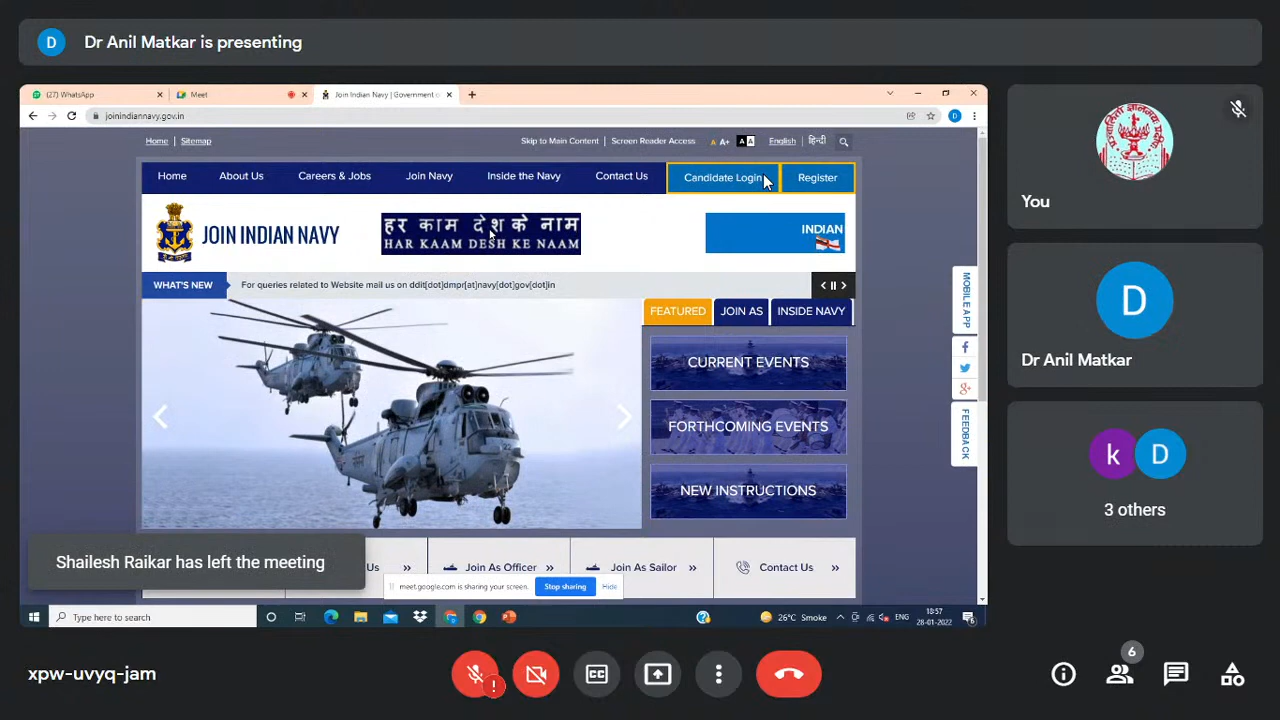 D Dr Anil Matkar is presenting
(27) WhatsApp
Meet
Join Indian Navy | Government
joinindiannavy.gov.in
D
Home | Sitemap
Skip to Main Content | Screen Reader Access
A A+
A A
English | हिन्दी
Home
About Us
Careers & Jobs
Join Navy
Inside the Navy
Contact Us
Candidate Login
Register
JOIN INDIAN NAVY
हर काम देश के नाम
HAR KAAM DESH KE NAAM
INDIAN
WHAT'S NEW
For queries related to Website mail us on ddit[dot]dmpr[at]navy[dot]gov[dot]in
FEATURED
JOIN AS
INSIDE NAVY
CURRENT EVENTS
FORTHCOMING EVENTS
NEW INSTRUCTIONS
MOBILE APP
FEEDBACK
Us
Join As Officer
Join As Sailor
Contact Us
meet.google.com is sharing your screen.
Stop sharing
Hide
Shailesh Raikar has left the meeting
Type here to search
26°C Smoke
ENG
18:57
28-01-2022
You
D
Dr Anil Matkar
k D
3 others
xpw-uvyq-jam
CC
6